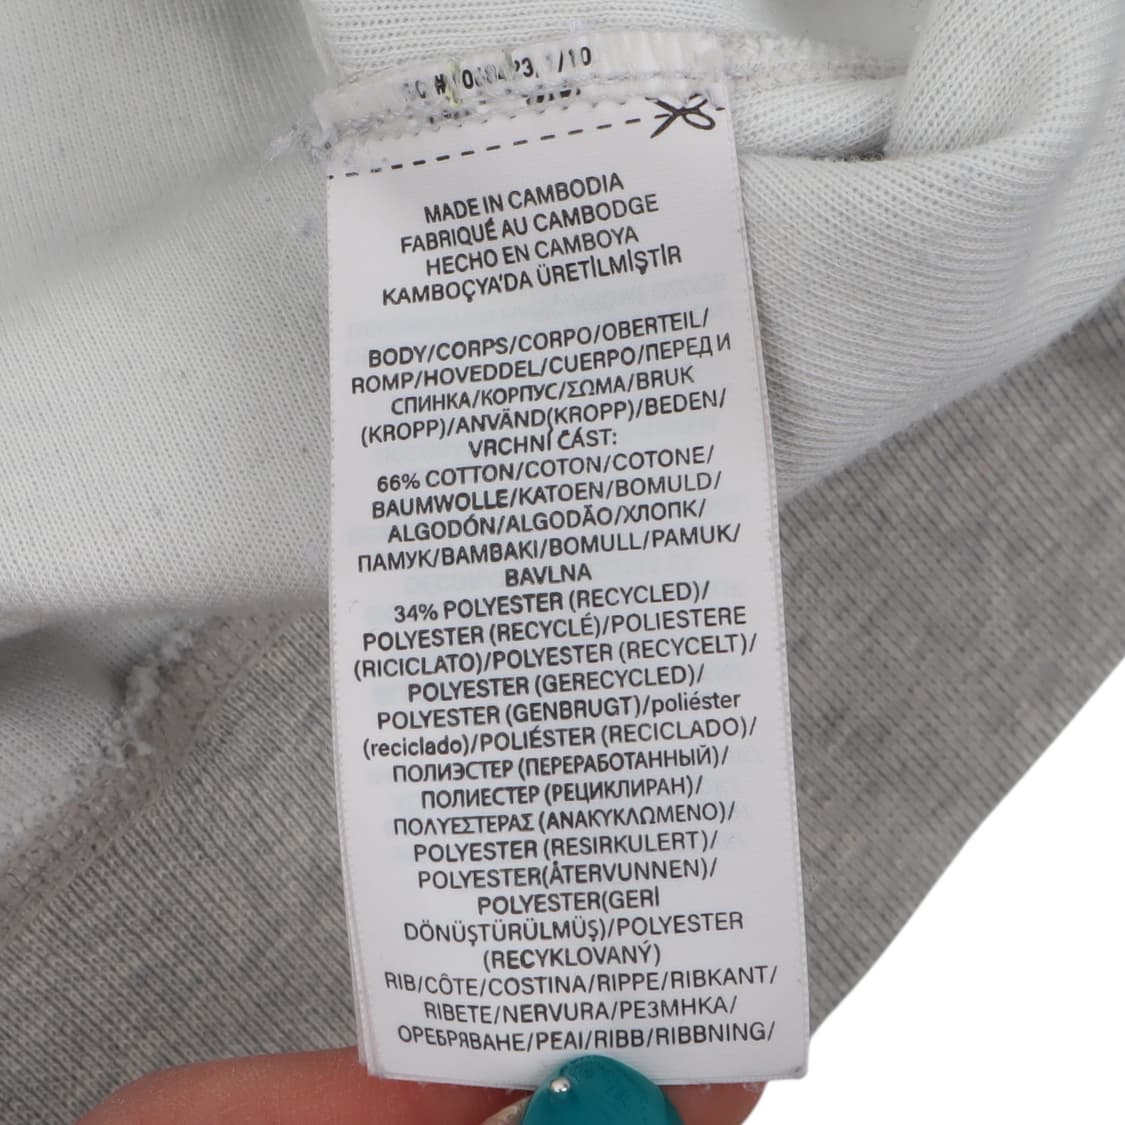 1/10
MADE IN CAMBODIA
FABRIQUÉ AU CAMBODGE
HECHO EN CAMBOYA
KAMBOÇYA'DA ÜRETİLMİŞTİR
BODY/CORPS/CORPO/OBERTEIL/
ROMP/HOVEDDEL/CUERPO/ПЕРЕД И
СПИНКА/КОРПУС/ΣΩΜΑ/BRUK
(KROPP)/ANVÄND(KROPP)/BEDEN/
VRCHNÍ ČÁST:
66% COTTON/COTON/COTONE/
BAUMWOLLE/KATOEN/BOMULD/
ALGODÓN/ALGODÃO/ХЛОПК/
ПАМУК/BAMBAKI/BOMULL/PAMUK/
BAVLNA
34% POLYESTER (RECYCLED)/
POLYESTER (RECYCLÉ)/POLIESTERE
(RICICLATO)/POLYESTER (RECYCELT)/
POLYESTER (GERECYCLED)/
POLYESTER (GENBRUGT)/poliéster
(reciclado)/POLIÉSTER (RECICLADO)/
ПОЛИЭСТЕР (ПЕРЕРАБОТАННЫЙ)/
ПОЛИЕСТЕР (РЕЦИКЛИРАН)/
ΠΟΛΥΕΣΤΕΡΑΣ (ΑΝΑΚΥΚΛΩΜΕΝΟ)/
POLYESTER (RESIRKULERT)/
POLYESTER(ÅTERVUNNEN)/
POLYESTER(GERİ
DÖNÜŞTÜRÜLMÜŞ)/POLYESTER
(RECYKLOVANÝ)
RIB/CÔTE/COSTINA/RIPPE/RIBKANT/
RIBETE/NERVURA/РЕЗМНКА/
ОРЕБРЯВАНЕ/PEAI/RIBB/RIBBNING/